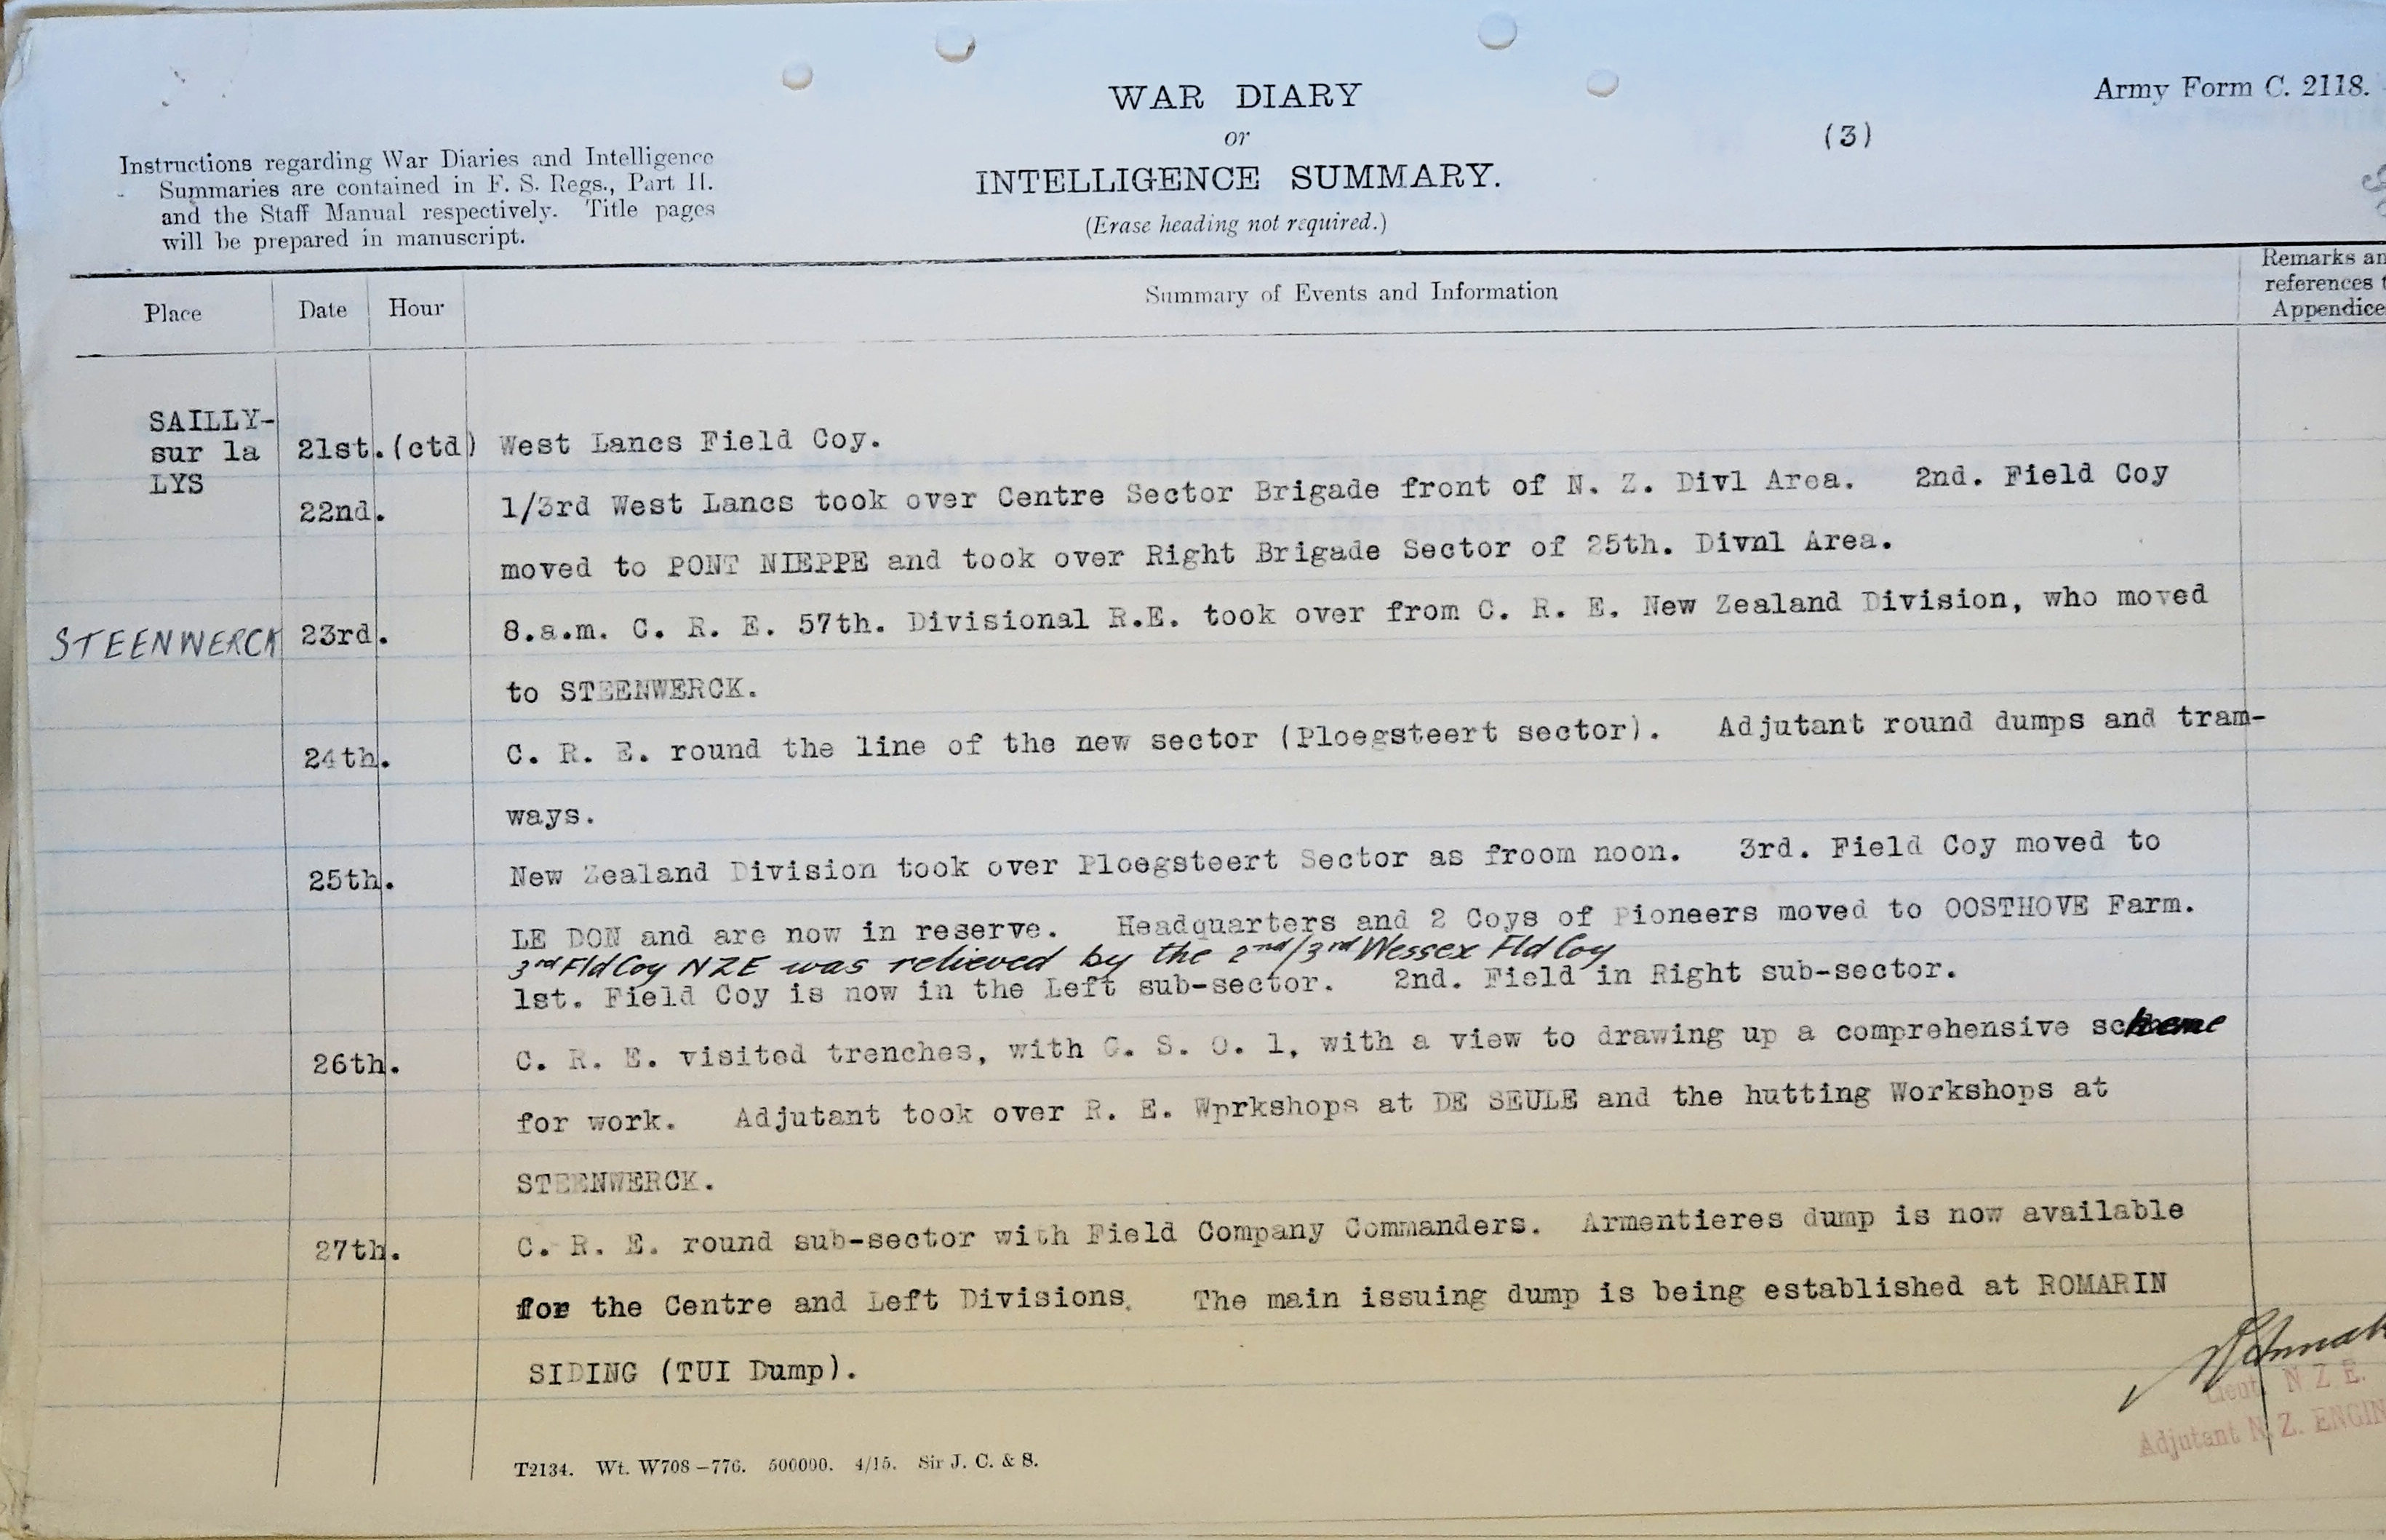 Army Form C. 2118.
WAR DIARY
or
INTELLIGENCE SUMMARY.
(Erase heading not required.)
(3)
Instructions regarding War Diaries and Intelligence
Summaries are contained in F. S. Regs., Part II.
and the Staff Manual respectively. Title pages
will be prepared in manuscript.
Place Date Hour Summary of Events and Information
Remarks an
references t
Appendice
SAILLY-
sur la
LYS
21st.(ctd) West Lancs Field Coy.
22nd. 1/3rd West Lancs took over Centre Sector Brigade front of N. Z. Divl Area. 2nd. Field Coy
moved to PONT NIEPPE and took over Right Brigade Sector of 25th. Divnl Area.
STEENWERCK 23rd. 8.a.m. C. R. E. 57th. Divisional R.E. took over from C. R. E. New Zealand Division, who moved
to STEENWERCK.
24th. C. R. E. round the line of the new sector (Ploegsteert sector). Adjutant round dumps and tram-
ways.
25th. New Zealand Division took over Ploegsteert Sector as froom noon. 3rd. Field Coy moved to
LE DON and are now in reserve. Headquarters and 2 Coys of Pioneers moved to OOSTHOVE Farm.
3rd Fld Coy NZE was relieved by the 2nd/3rd Wessex Fld Coy
1st. Field Coy is now in the Left sub-sector. 2nd. Field in Right sub-sector.
26th. C. R. E. visited trenches, with G. S. O. 1, with a view to drawing up a comprehensive scheme
for work. Adjutant took over R. E. Wprkshops at DE SEULE and the hutting Workshops at
STEENWERCK.
27th. C. R. E. round sub-sector with Field Company Commanders. Armentieres dump is now available
for the Centre and Left Divisions. The main issuing dump is being established at ROMARIN
SIDING (TUI Dump).
Lieut. N Z E.
Adjutant N. Z. ENGIN
T2134. Wt. W708–776. 500000. 4/15. Sir J. C. & S.